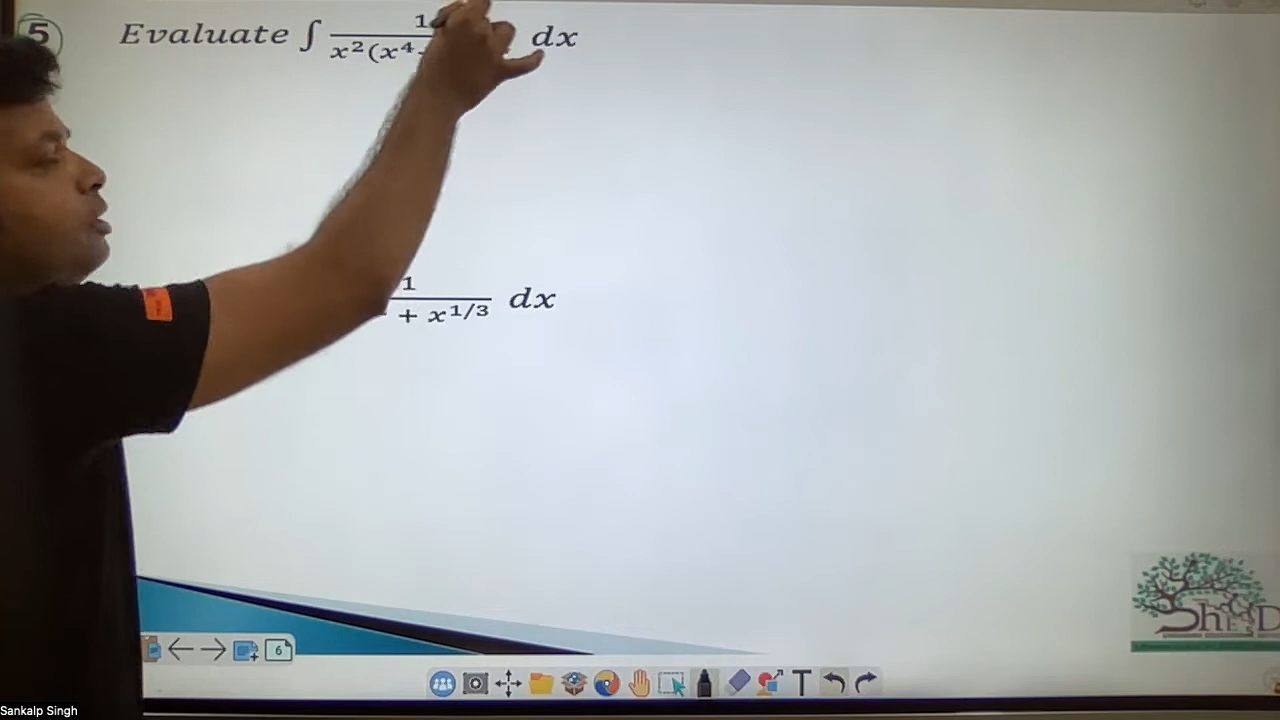 5 Evaluate ∫ 1 / x²(x⁴ dx
1 / + x^{1/3} dx
6
Sankalp Singh